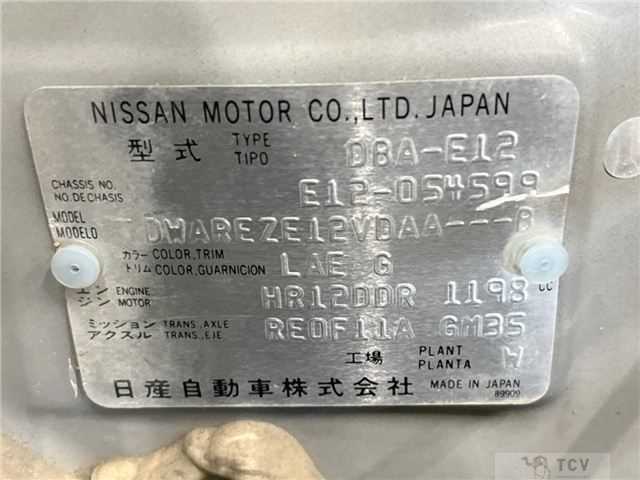 NISSAN MOTOR CO.,LTD. JAPAN
型式 TYPE TIPO DBA-E12
CHASSIS NO. NO.DE CHASIS E12-054599
MODEL MODELO DWAREZE12VDAA---B
カラー COLOR,TRIM トリム COLOR,GUARNICION LAE G
エンジン ENGINE MOTOR HR12DDR 1198 CC
ミッション アクスル TRANS.,AXLE TRANS.,EJE RE0F11A GM35
工場 PLANT PLANTA W
日産自動車株式会社 MADE IN JAPAN
89909
TCV